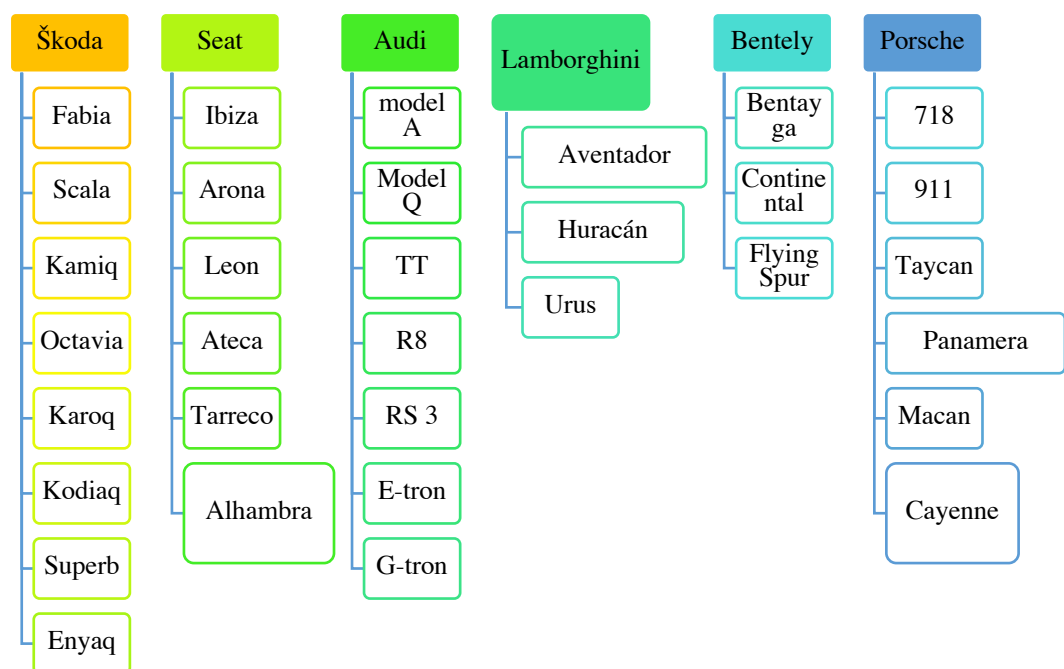 Škoda
Fabia
Scala
Kamiq
Octavia
Karoq
Kodiaq
Superb
Enyaq
Seat
Ibiza
Arona
Leon
Ateca
Tarreco
Alhambra
Audi
model
A
Model
Q
TT
R8
RS 3
E-tron
G-tron
Lamborghini
Aventador
Huracán
Urus
Bentely
Bentay
ga
Contine
ntal
Flying
Spur
Porsche
718
911
Taycan
Panamera
Macan
Cayenne